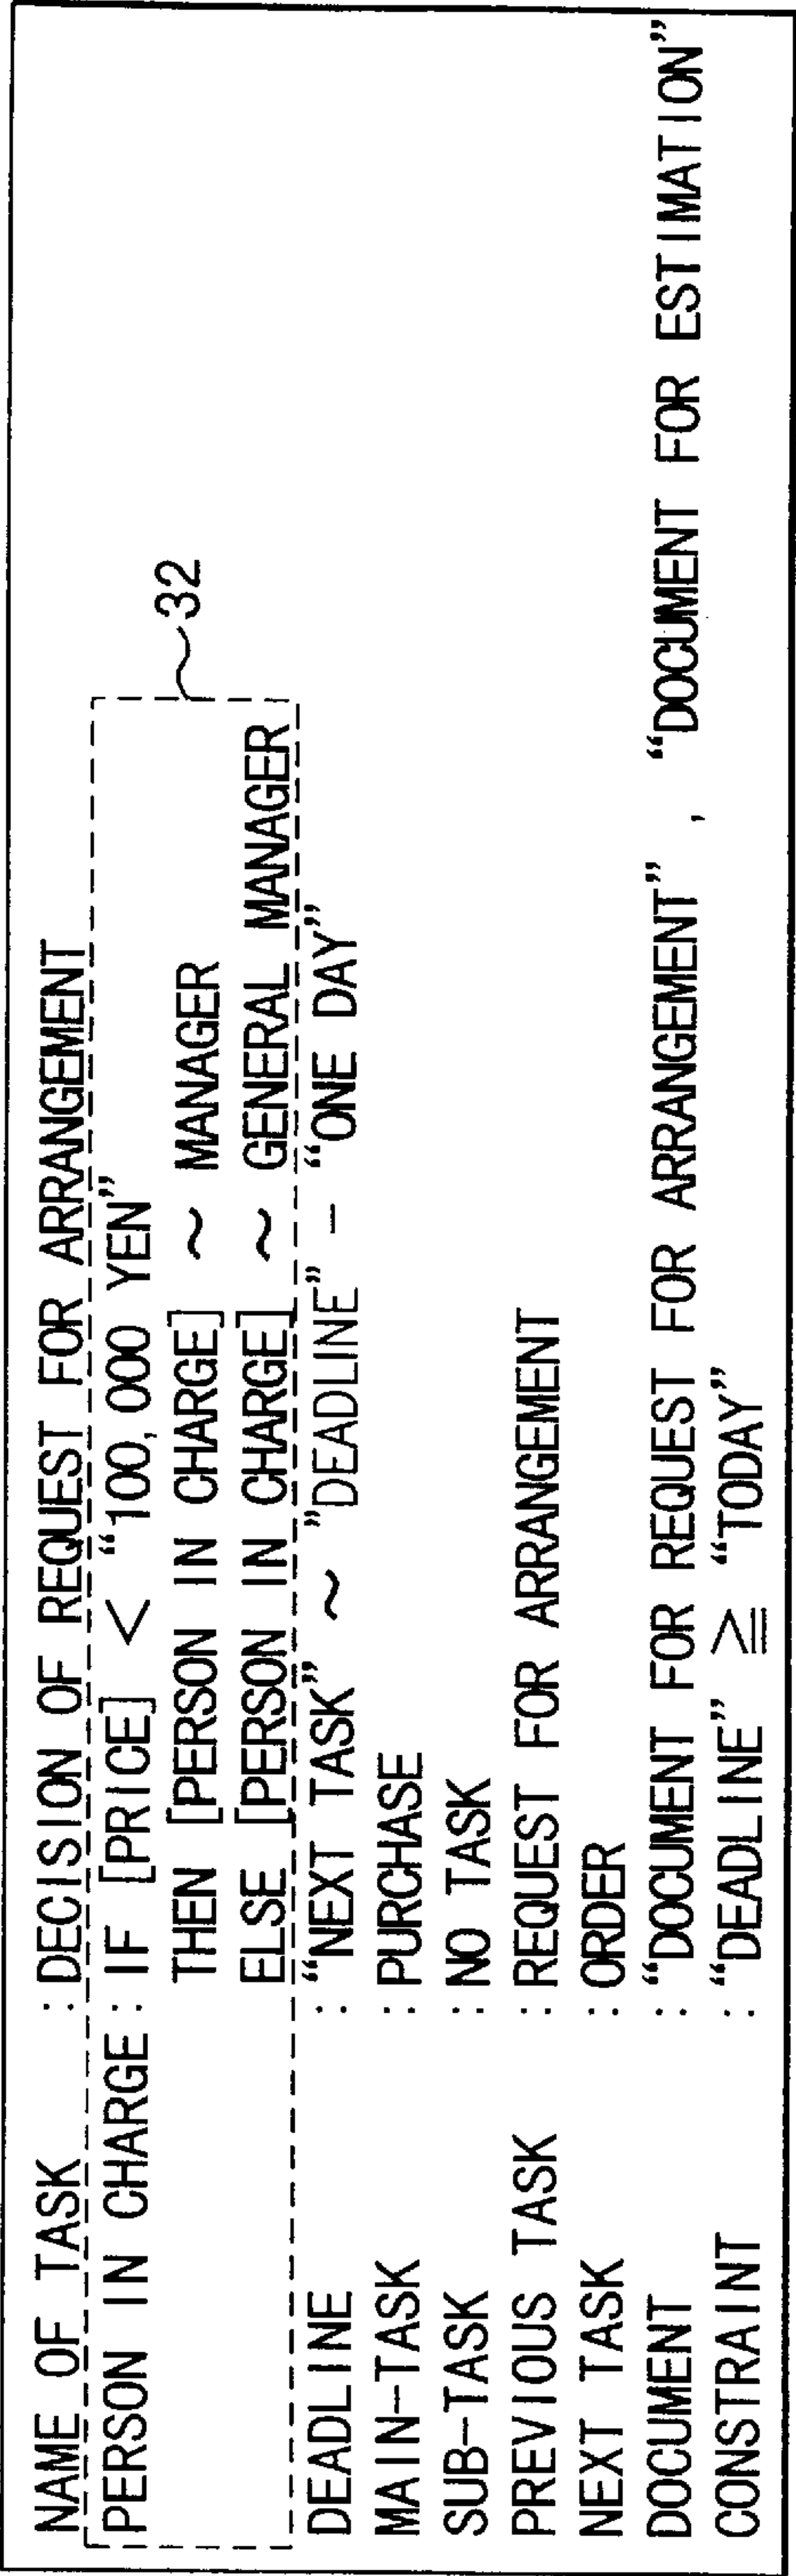 NAME OF TASK : DECISION OF REQUEST FOR ARRANGEMENT
PERSON IN CHARGE : IF [PRICE] < “100,000 YEN”
THEN [PERSON IN CHARGE] ~ MANAGER
ELSE [PERSON IN CHARGE] ~ GENERAL MANAGER
32
DEADLINE : “NEXT TASK” ~ ”DEADLINE” – “ONE DAY”
MAIN-TASK : PURCHASE
SUB-TASK : NO TASK
PREVIOUS TASK : REQUEST FOR ARRANGEMENT
NEXT TASK : ORDER
DOCUMENT : “DOCUMENT FOR REQUEST FOR ARRANGEMENT” , “DOCUMENT FOR ESTIMATION”
CONSTRAINT : “DEADLINE” ≧ “TODAY”